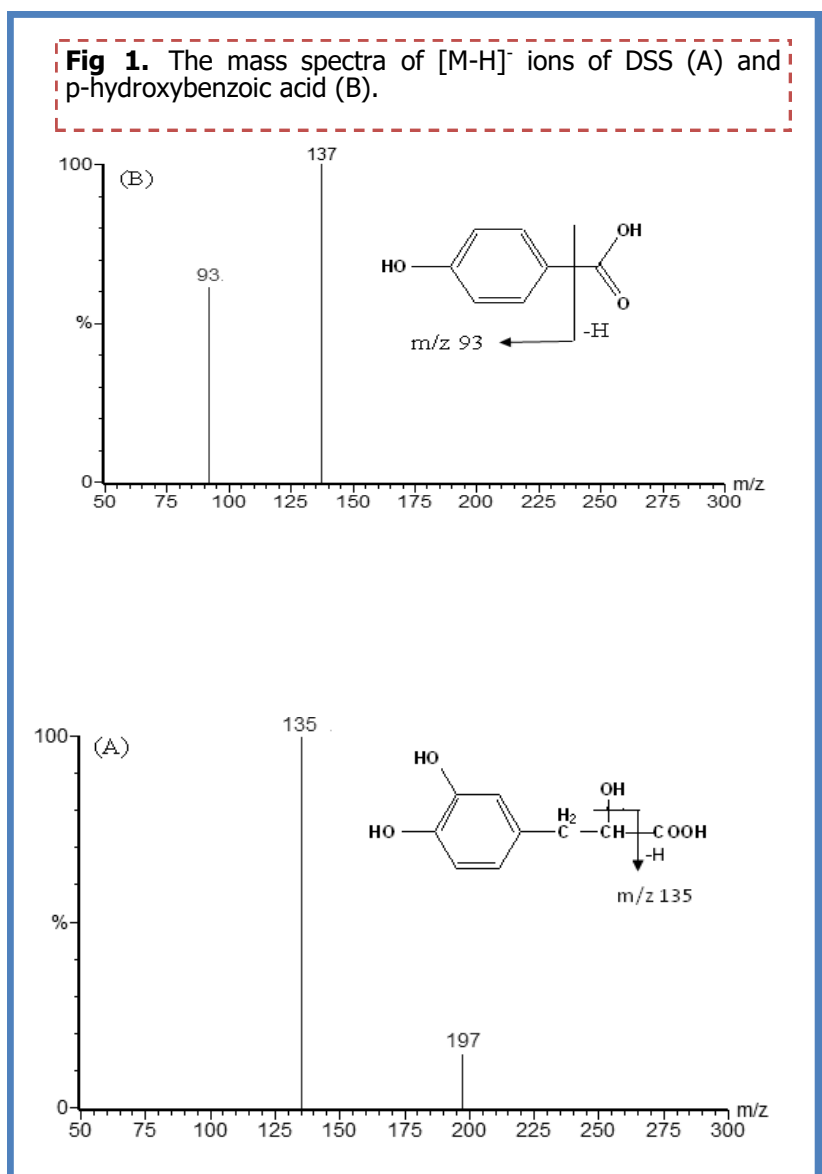 Fig 1. The mass spectra of [M-H]⁻ ions of DSS (A) and
p-hydroxybenzoic acid (B).
100
(B)
137
93.
%
0
HO
OH
O
-H
m/z 93
50 75 100 125 150 175 200 225 250 275 300
m/z
100
(A)
135
197
%
0
HO
HO
H₂
C
OH
CH
COOH
-H
m/z 135
50 75 100 125 150 175 200 225 250 275 300
m/z